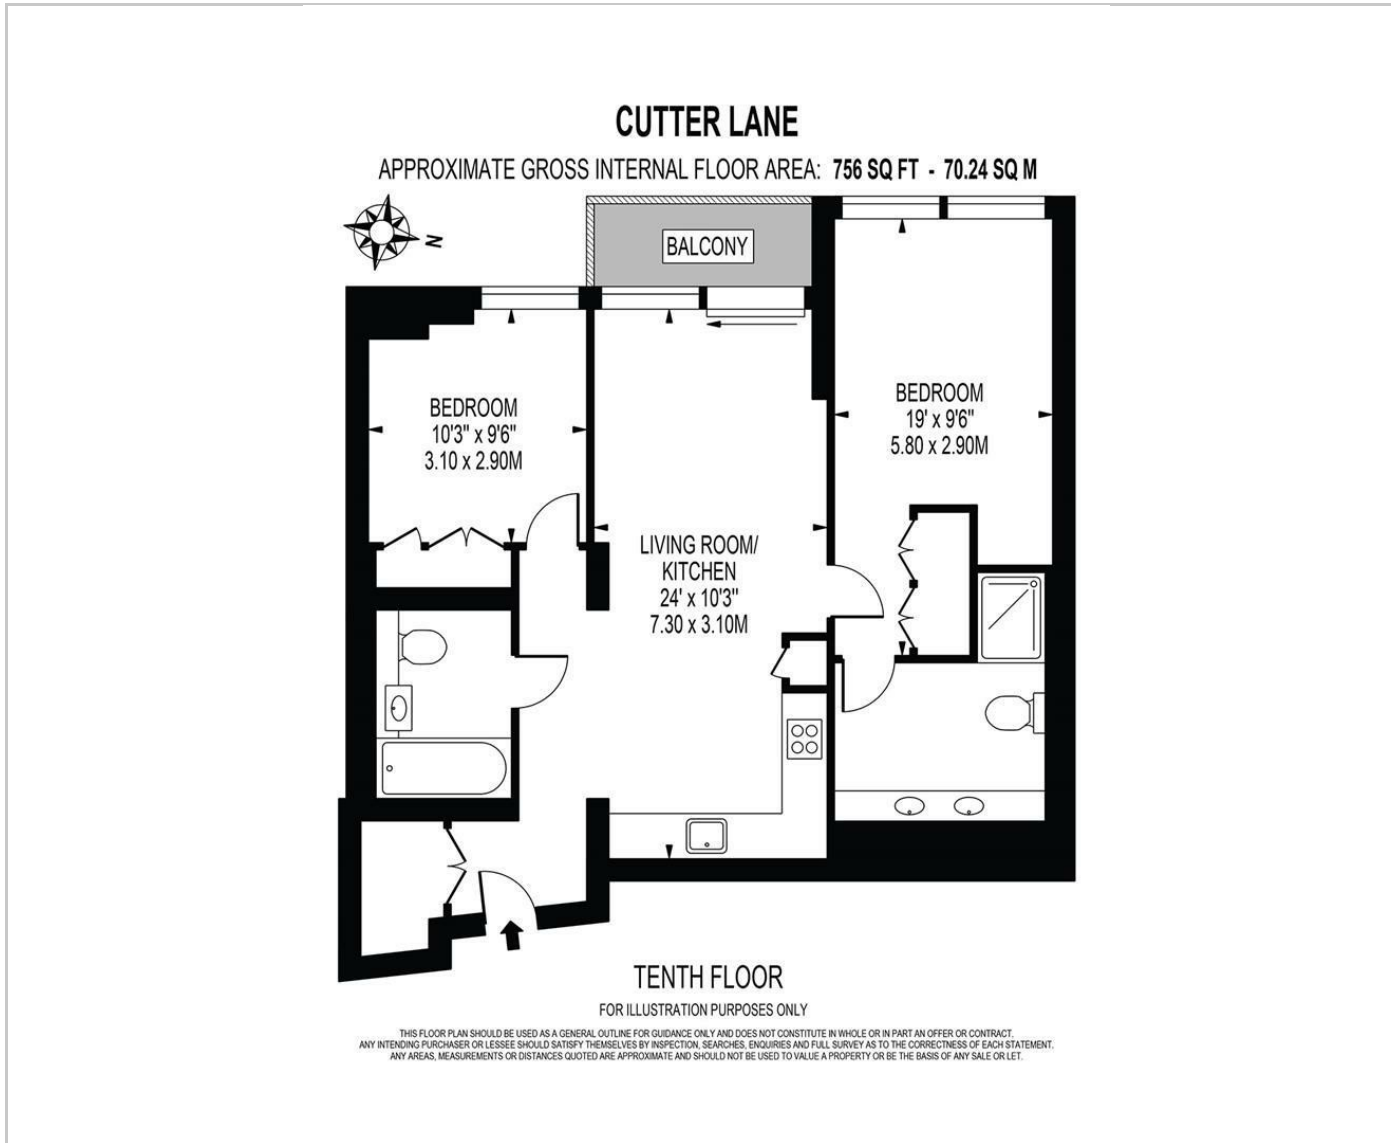 CUTTER LANE
APPROXIMATE GROSS INTERNAL FLOOR AREA: 756 SQ FT - 70.24 SQ M
N
BALCONY
BEDROOM
10'3" x 9'6"
3.10 x 2.90M
BEDROOM
19' x 9'6"
5.80 x 2.90M
LIVING ROOM/
KITCHEN
24' x 10'3"
7.30 x 3.10M
TENTH FLOOR
FOR ILLUSTRATION PURPOSES ONLY
THIS FLOOR PLAN SHOULD BE USED AS A GENERAL OUTLINE FOR GUIDANCE ONLY AND DOES NOT CONSTITUTE IN WHOLE OR IN PART AN OFFER OR CONTRACT.
ANY INTENDING PURCHASER OR LESSEE SHOULD SATISFY THEMSELVES BY INSPECTION, SEARCHES, ENQUIRIES AND FULL SURVEY AS TO THE CORRECTNESS OF EACH STATEMENT.
ANY AREAS, MEASUREMENTS OR DISTANCES QUOTED ARE APPROXIMATE AND SHOULD NOT BE USED TO VALUE A PROPERTY OR BE THE BASIS OF ANY SALE OR LET.